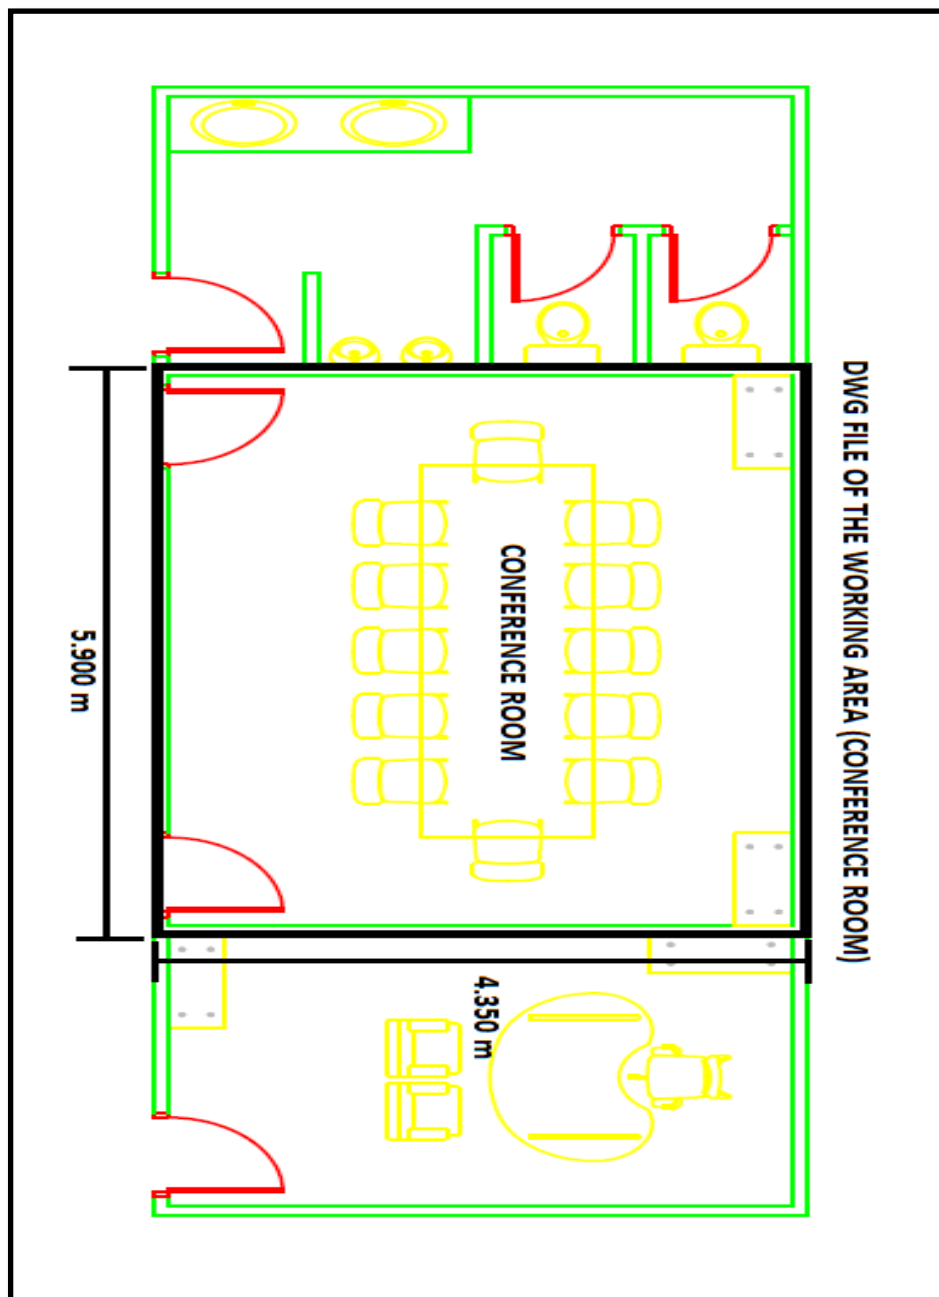 DWG FILE OF THE WORKING AREA (CONFERENCE ROOM)
CONFERENCE ROOM
4.350 m
5.900 m